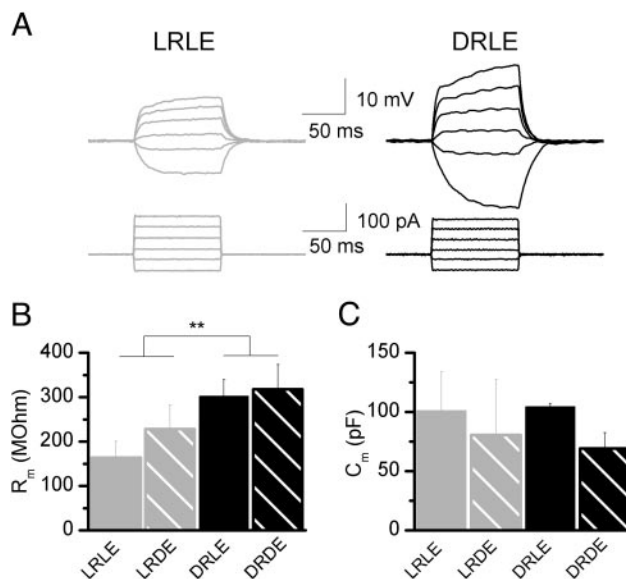 A
LRLE
DRLE
10 mV
50 ms
100 pA
50 ms
B
**
R_m (MOhm)
400
300
200
100
0
LRLE
LRDE
DRLE
DRDE
C
C_m (pF)
150
100
50
0
LRLE
LRDE
DRLE
DRDE